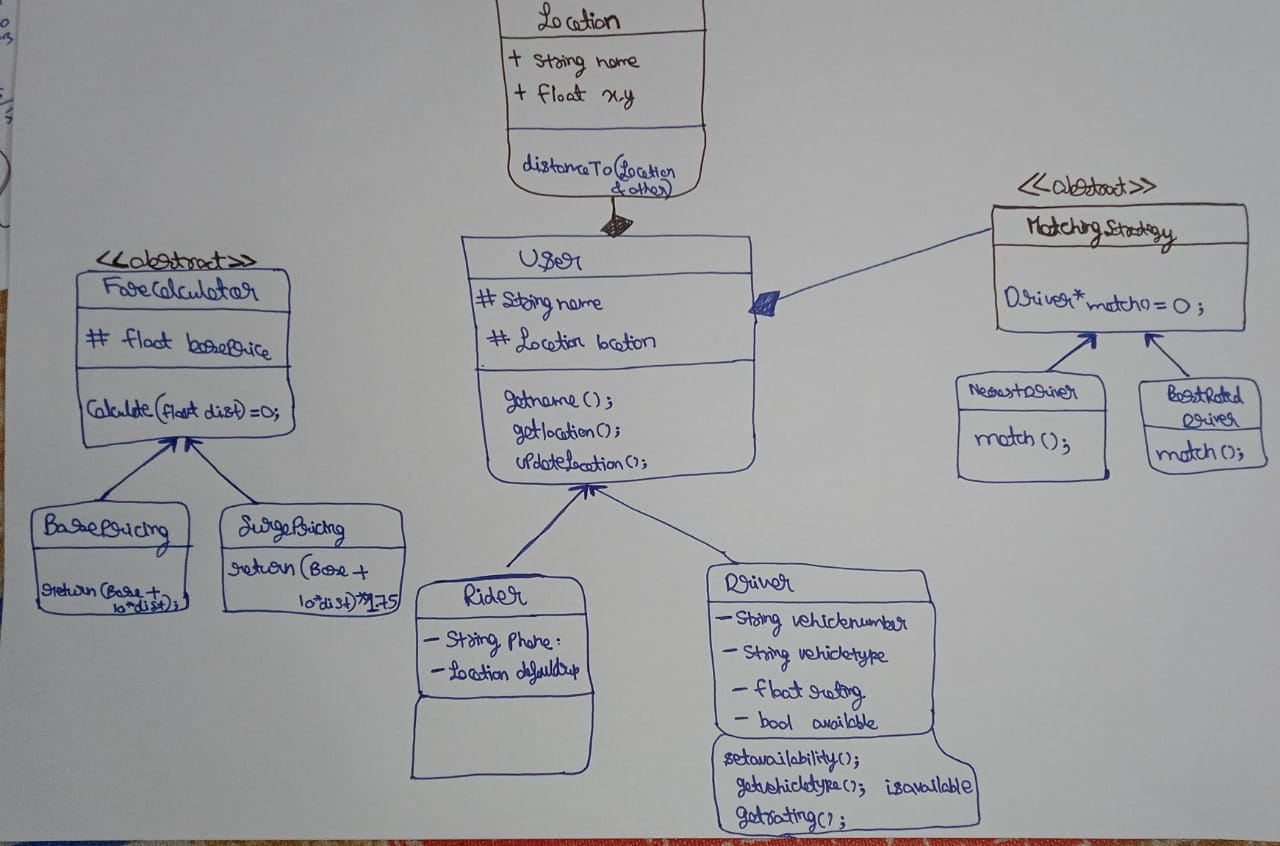 Location
+ String name
+ float x,y
distanceTo(Location
& other)
<<abstract>>
MatchingStrategy
Driver* match()=0;
NearestDriver
match();
BestRated
Driver
match();
User
# String name
# Location location
getname();
getlocation();
updateLocation();
<<abstract>>
FareCalculator
# float baseprice
Calculate(float dist)=0;
BasePricing
return(Base +
10*dist);
SurgePricing
return(Base +
10*dist)*1.75
Rider
- String Phone:
- Location
Driver
- String vehiclenumber
- String vehicletype
- float rating
- bool available
setavailability();
getvehicletype(); isavailable
getrating();